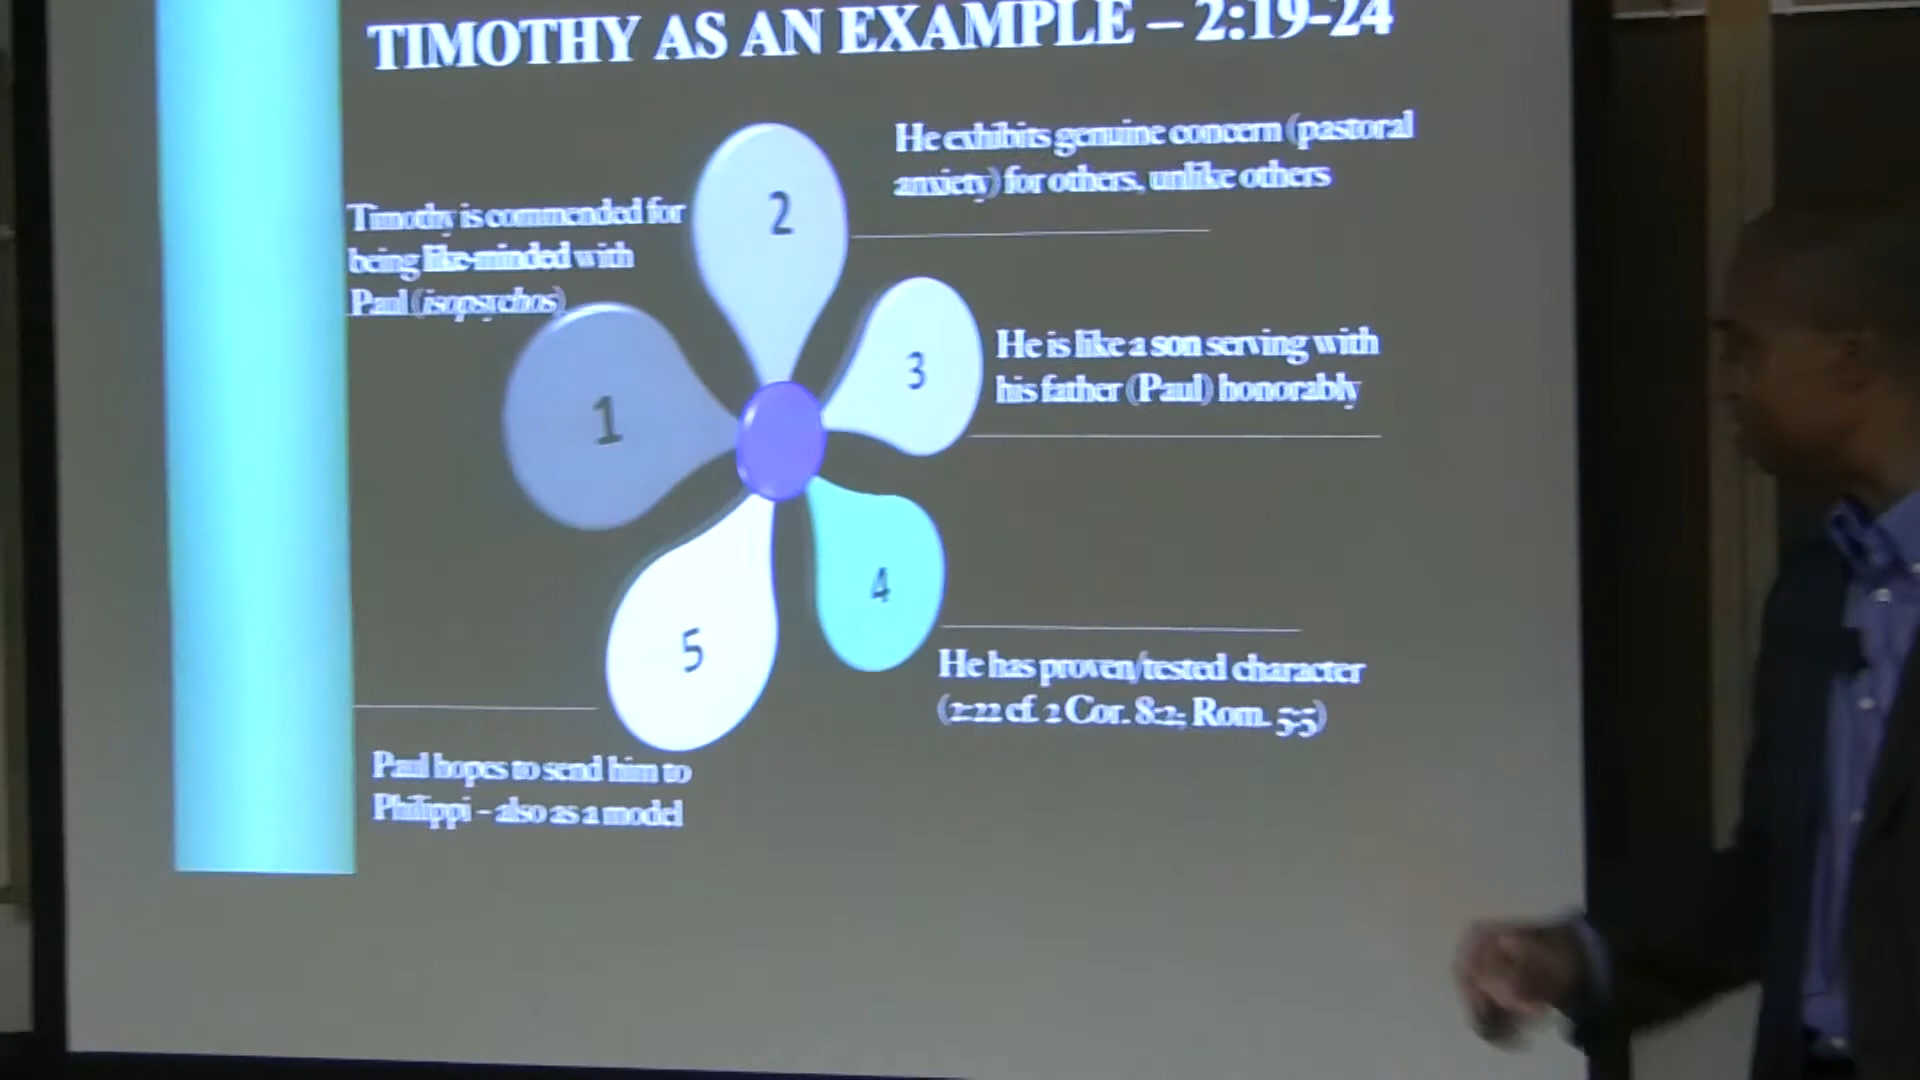 TIMOTHY AS AN EXAMPLE – 2:19-24
Timothy is commended for
being like-minded with
Paul (isopsychos)
1
2
He exhibits genuine concern (pastoral
anxiety) for others, unlike others
3
He is like a son serving with
his father (Paul) honorably
4
He has proven/tested character
(2:22 cf. 2 Cor. 8:2; Rom. 5:5)
5
Paul hopes to send him to
Philippi – also as a model